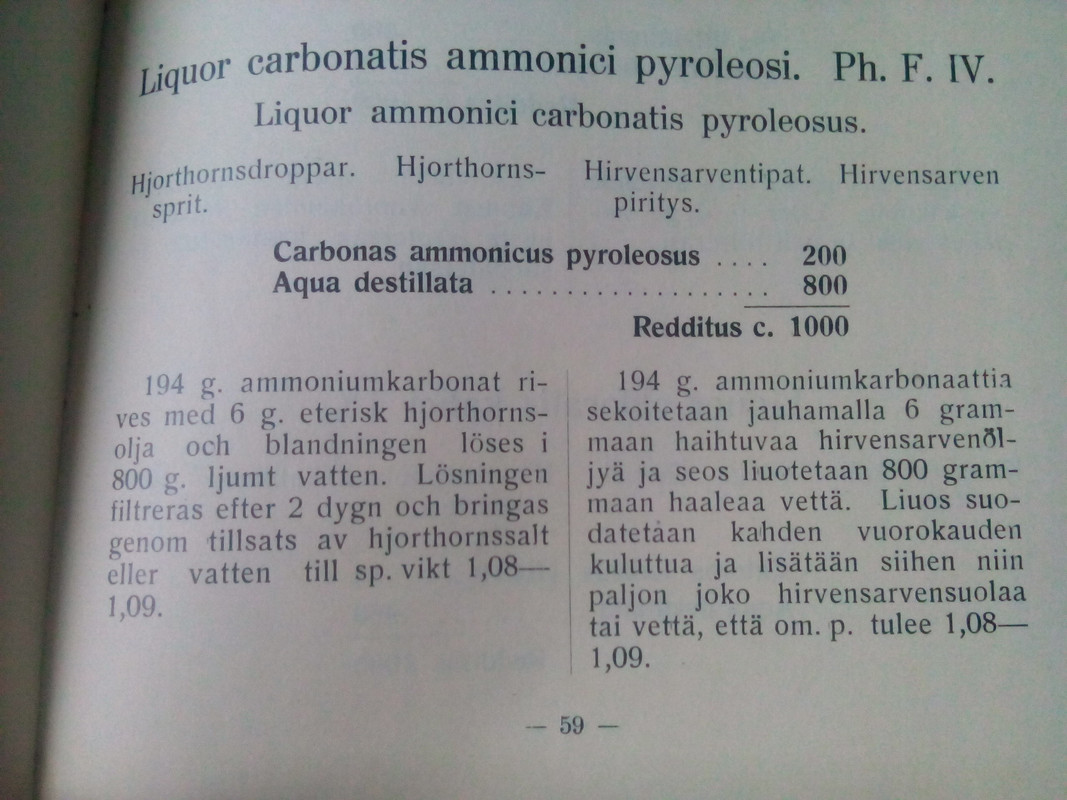 Liquor carbonatis ammonici pyroleosi. Ph. F. IV.
Liquor ammonici carbonatis pyroleosus.
Hjorthornsdroppar. Hjorthorns-
sprit.
Hirvensarventipat. Hirvensarven
piritys.
Carbonas ammonicus pyroleosus .... 200
Aqua destillata ................... 800
Redditus c. 1000
194 g. ammoniumkarbonat ri-
ves med 6 g. eterisk hjorthorns-
olja och blandningen löses i
800 g. ljumt vatten. Lösningen
filtreras efter 2 dygn och bringas
genom tillsats av hjorthornssalt
eller vatten till sp. vikt 1,08—
1,09.
194 g. ammoniumkarbonaattia
sekoitetaan jauhamalla 6 gram-
maan haihtuvaa hirvensarvenöl-
jyä ja seos liuotetaan 800 gram-
maan haaleaa vettä. Liuos suo-
datetaan kahden vuorokauden
kuluttua ja lisätään siihen niin
paljon joko hirvensarvensuolaa
tai vettä, että om. p. tulee 1,08—
1,09.
— 59 —